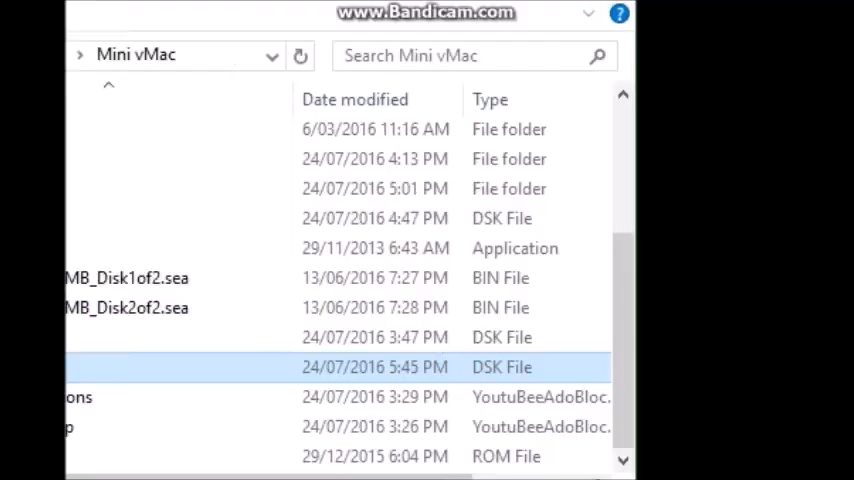 www.Bandicam.com
?
> Mini vMac
Search Mini vMac
Date modified Type
6/03/2016 11:16 AM File folder
24/07/2016 4:13 PM File folder
24/07/2016 5:01 PM File folder
24/07/2016 4:47 PM DSK File
29/11/2013 6:43 AM Application
MB_Disk1of2.sea 13/06/2016 7:27 PM BIN File
MB_Disk2of2.sea 13/06/2016 7:28 PM BIN File
24/07/2016 3:47 PM DSK File
24/07/2016 5:45 PM DSK File
ons 24/07/2016 3:29 PM YoutuBeeAdoBloc.
p 24/07/2016 3:26 PM YoutuBeeAdoBloc.
29/12/2015 6:04 PM ROM File